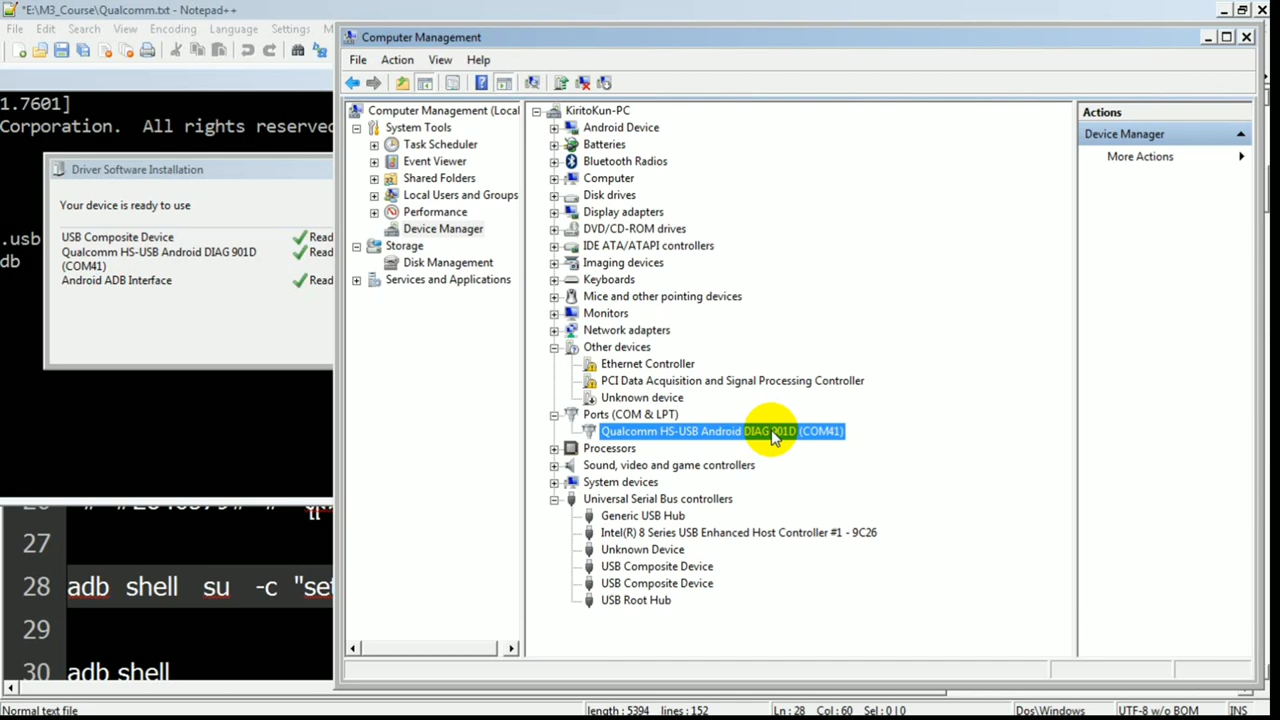 *E:\M3_Course\Qualcomm.txt - Notepad++
File Edit Search View Encoding Language Settings M
1.7601]
Corporation. All rights reserved
Driver Software Installation
Your device is ready to use
USB Composite Device Read
Qualcomm HS-USB Android DIAG 901D Read
(COM41)
Android ADB Interface Read
.usb
db
27
28 adb shell su -c "set
29
30 adb shell
Normal text file length : 5394 lines : 152 Ln : 28 Col : 60 Sel : 0 | 0 Dos\Windows UTF-8 w/o BOM INS
Computer Management
File Action View Help
Computer Management (Local
System Tools
Task Scheduler
Event Viewer
Shared Folders
Local Users and Groups
Performance
Device Manager
Storage
Disk Management
Services and Applications
KiritoKun-PC
Android Device
Batteries
Bluetooth Radios
Computer
Disk drives
Display adapters
DVD/CD-ROM drives
IDE ATA/ATAPI controllers
Imaging devices
Keyboards
Mice and other pointing devices
Monitors
Network adapters
Other devices
Ethernet Controller
PCI Data Acquisition and Signal Processing Controller
Unknown device
Ports (COM & LPT)
Qualcomm HS-USB Android DIAG 901D (COM41)
Processors
Sound, video and game controllers
System devices
Universal Serial Bus controllers
Generic USB Hub
Intel(R) 8 Series USB Enhanced Host Controller #1 - 9C26
Unknown Device
USB Composite Device
USB Composite Device
USB Root Hub
Actions
Device Manager
More Actions